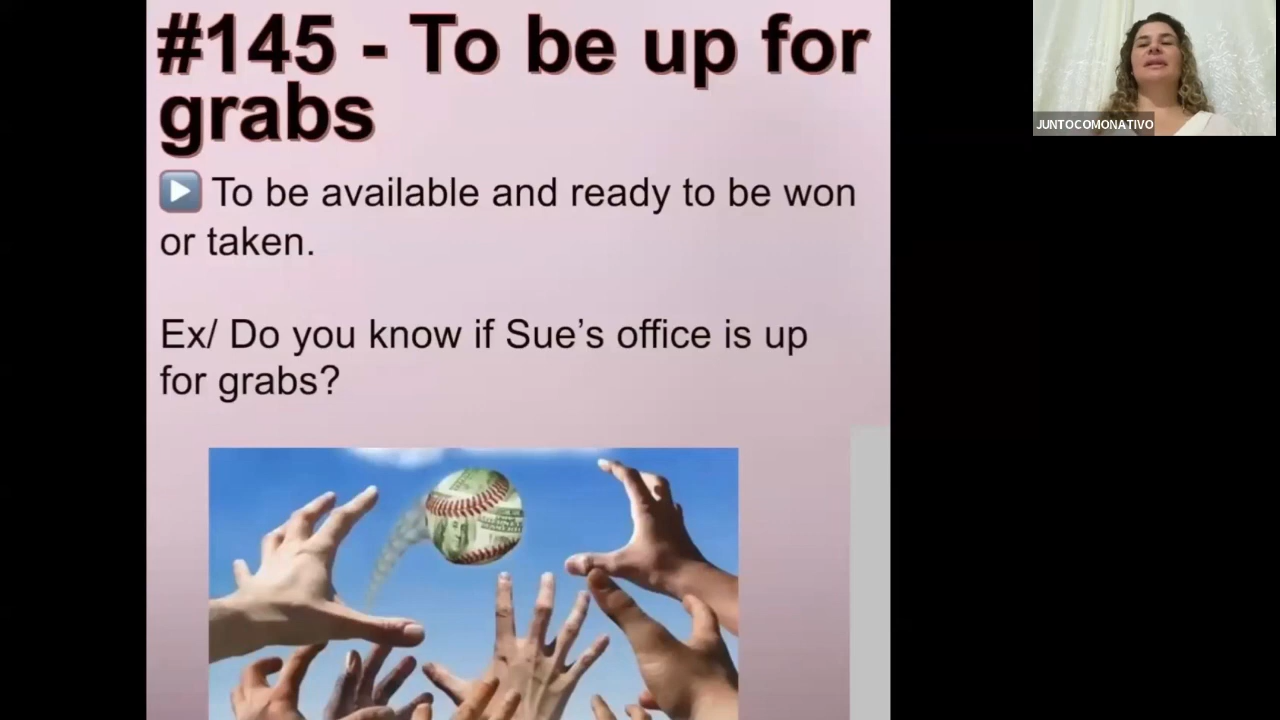 #145 - To be up for
grabs
To be available and ready to be won
or taken.
Ex/ Do you know if Sue’s office is up
for grabs?
JUNTOCOMONATIVO